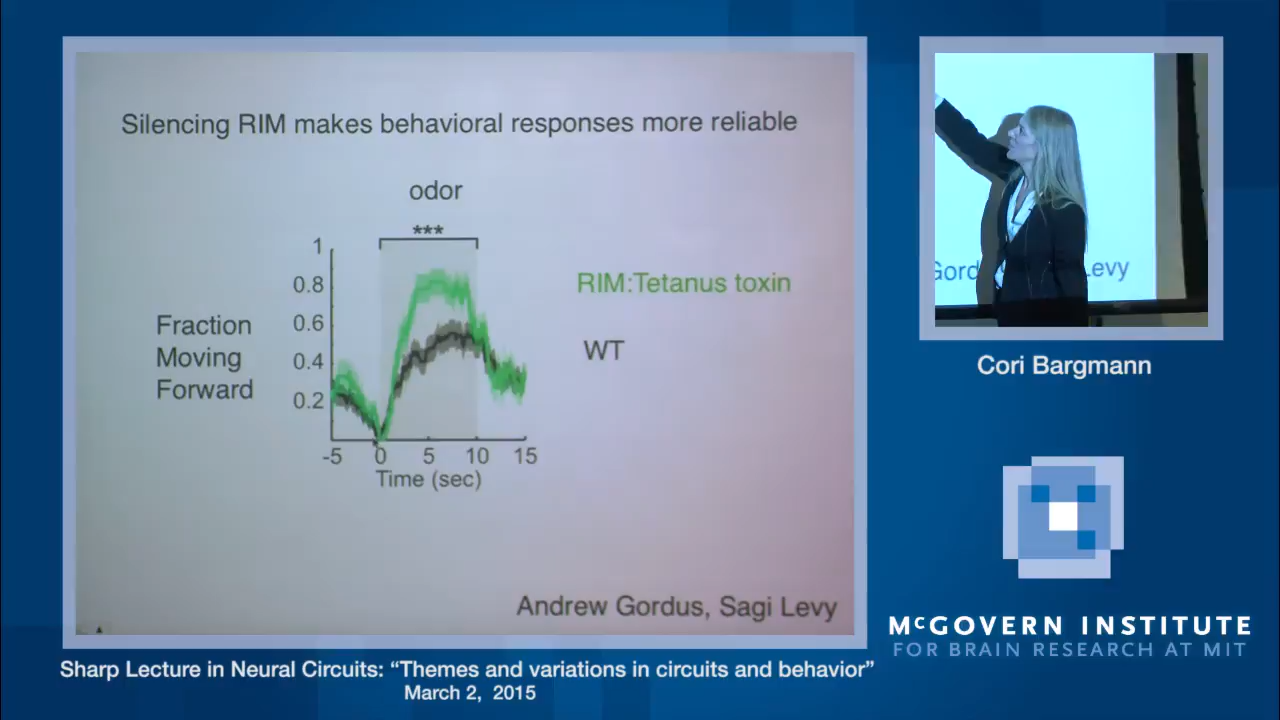 Silencing RIM makes behavioral responses more reliable
odor
***
1
0.8
0.6
0.4
0.2
Fraction
Moving
Forward
-5 0 5 10 15
Time (sec)
RIM:Tetanus toxin
WT
Andrew Gordus, Sagi Levy
Gord
evy
Cori Bargmann
McGOVERN INSTITUTE
FOR BRAIN RESEARCH AT MIT
Sharp Lecture in Neural Circuits: “Themes and variations in circuits and behavior”
March 2, 2015